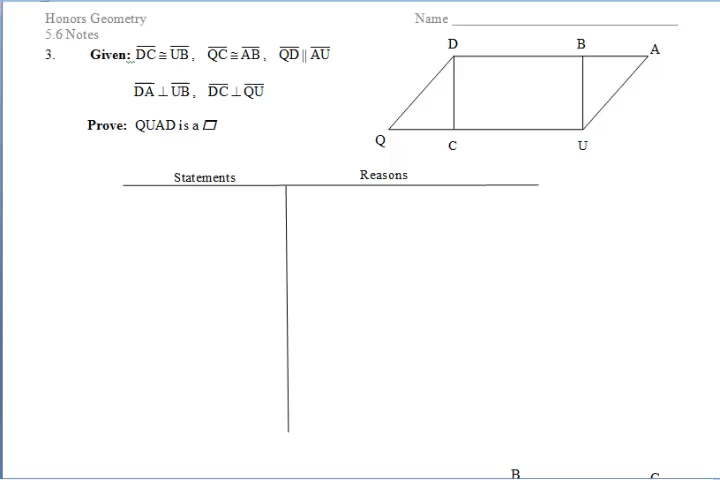 Honors Geometry Name
5.6 Notes
3. Given: DC ≅ UB, QC ≅ AB, QD || AU
DA ⊥ UB, DC ⊥ QU
Prove: QUAD is a ▱
D B A
Q C U
Statements Reasons
B C